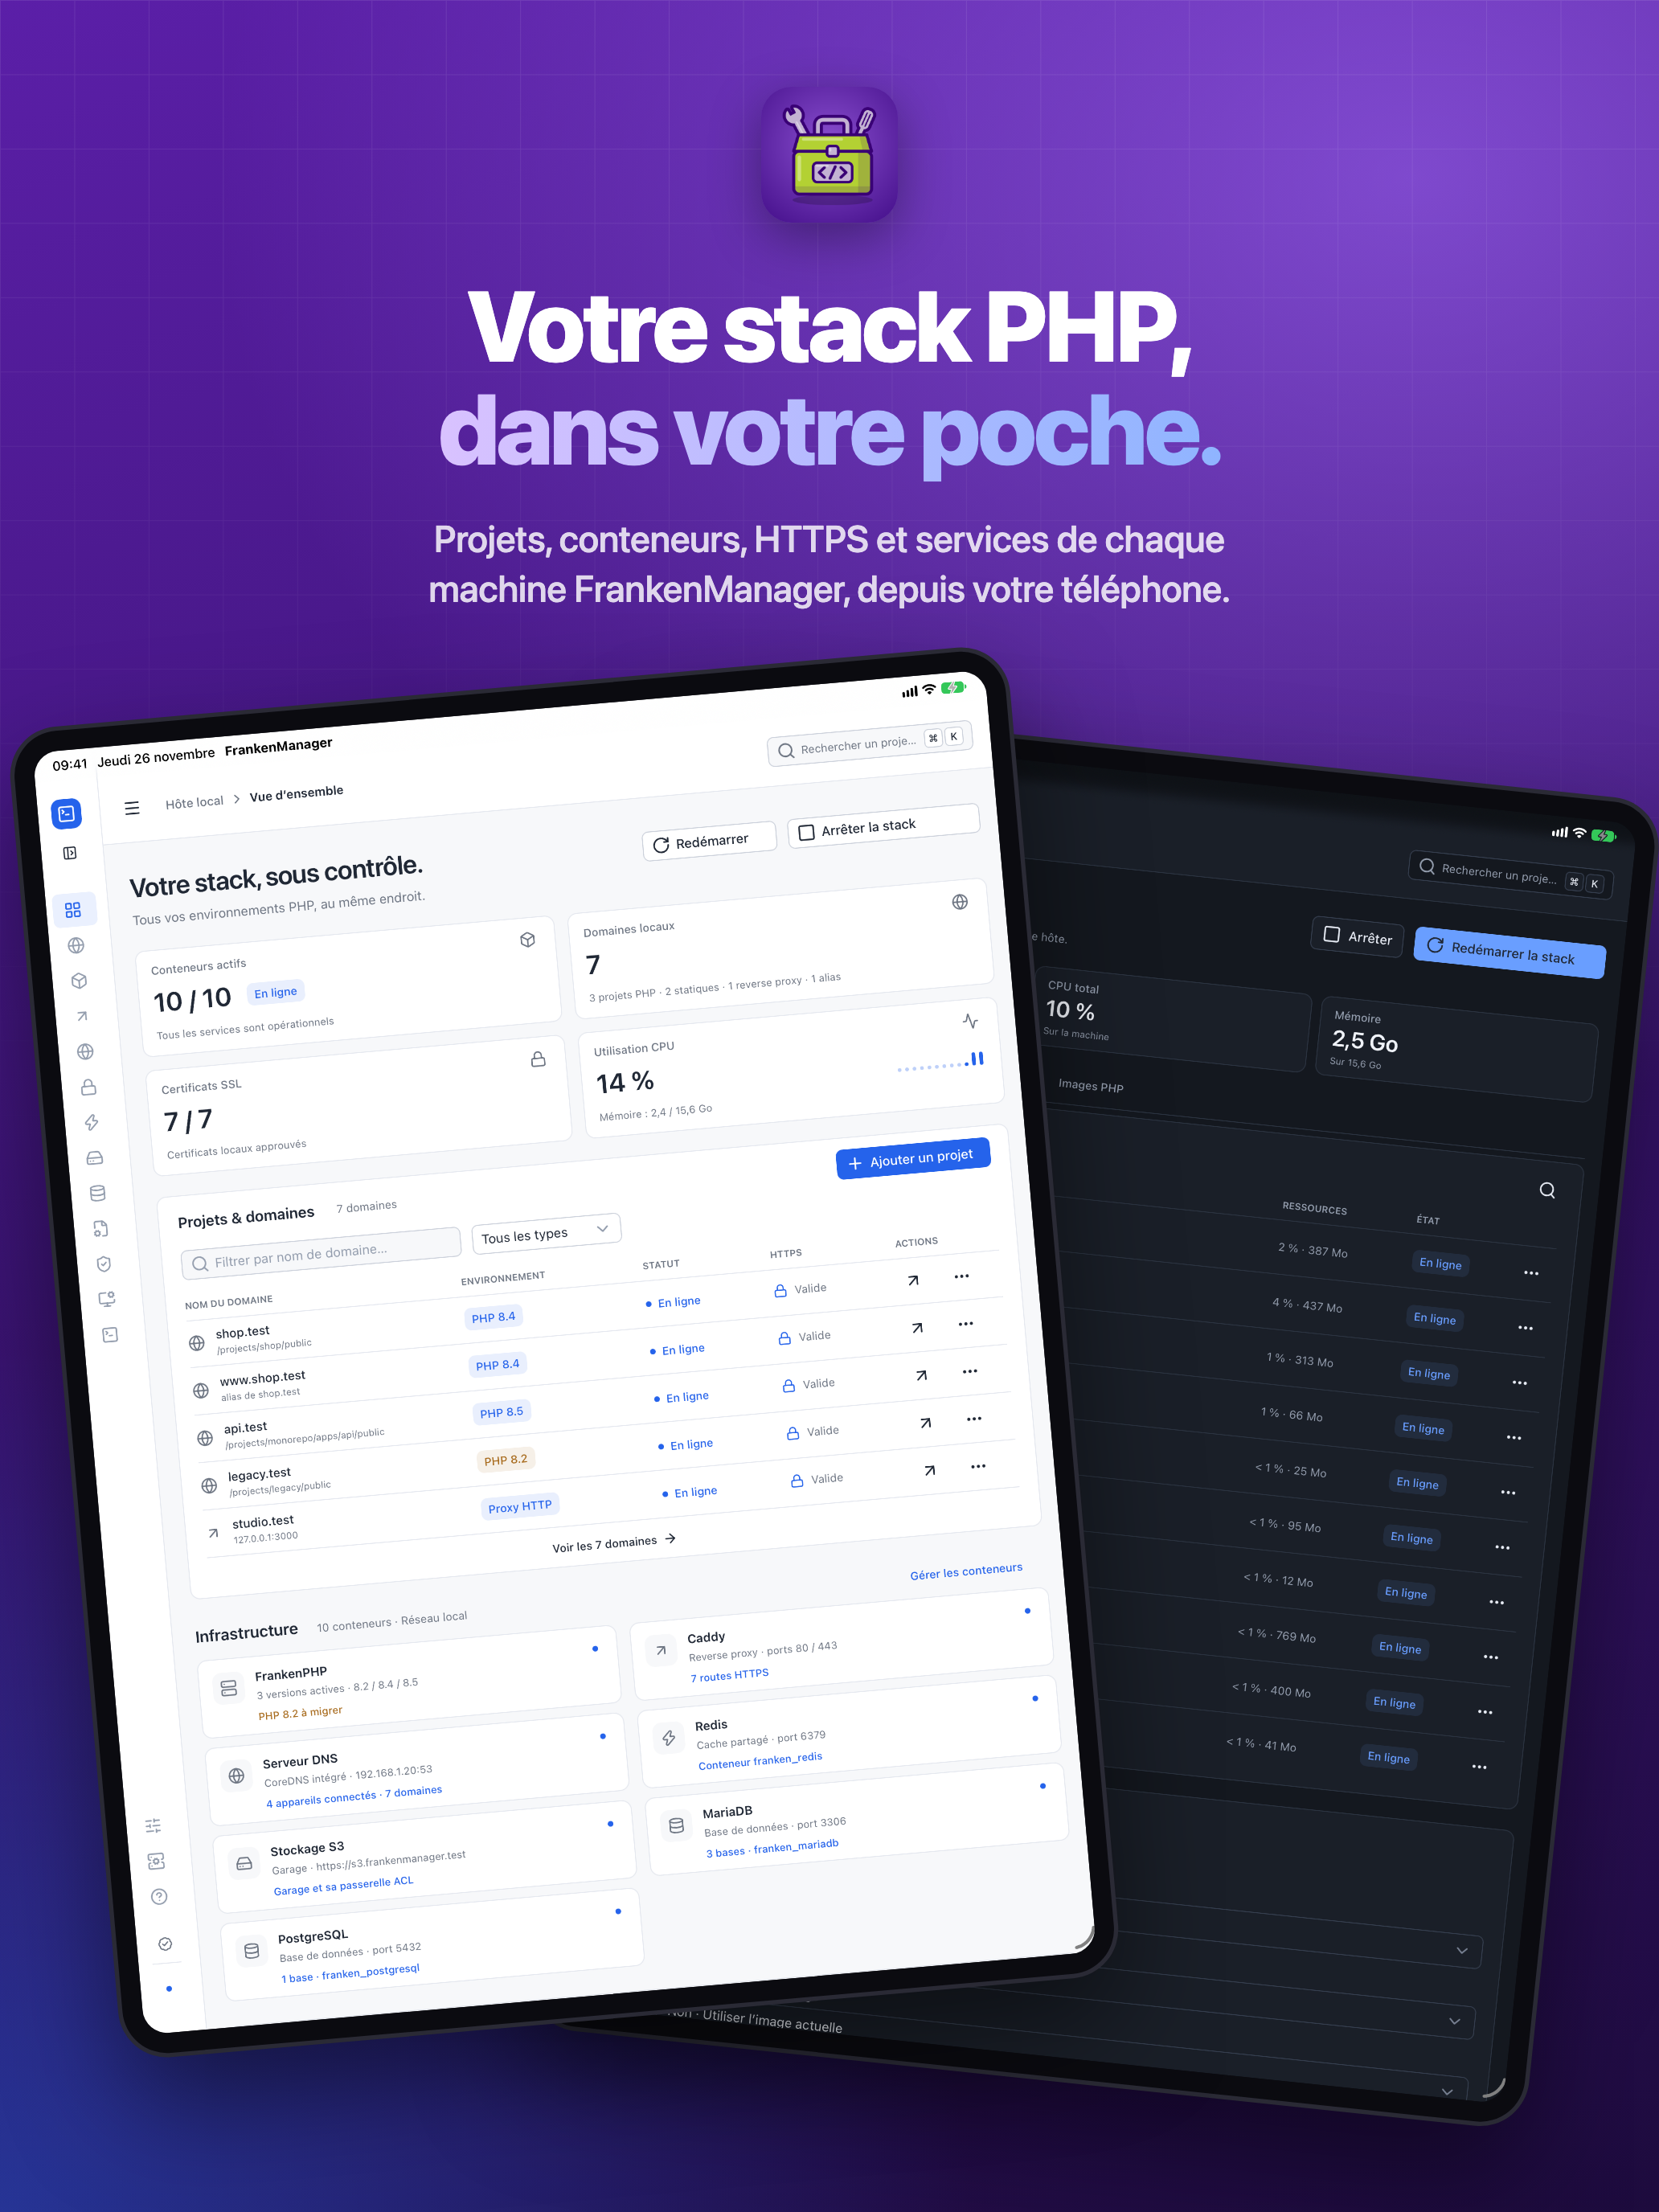 </>
Votre stack PHP,
dans votre poche.
Projets, conteneurs, HTTPS et services de chaque
machine FrankenManager, depuis votre téléphone.
09:41 Jeudi 26 novembre FrankenManager
Hôte local > Vue d'ensemble
Rechercher un proje... ⌘ K
Votre stack, sous contrôle.
Tous vos environnements PHP, au même endroit.
Redémarrer
Arrêter la stack
Conteneurs actifs
10 / 10 En ligne
Tous les services sont opérationnels
Domaines locaux
7
3 projets PHP · 2 statiques · 1 reverse proxy · 1 alias
Certificats SSL
7 / 7
Certificats locaux approuvés
Utilisation CPU
14 %
Mémoire : 2,4 / 15,6 Go
Projets & domaines 7 domaines
Ajouter un projet
Filtrer par nom de domaine...
Tous les types
NOM DU DOMAINE ENVIRONNEMENT STATUT HTTPS ACTIONS
shop.test PHP 8.4 En ligne Valide
/projects/shop/public
www.shop.test PHP 8.4 En ligne Valide
alias de shop.test
api.test PHP 8.5 En ligne Valide
/projects/monorepo/apps/api/public
legacy.test PHP 8.2 En ligne Valide
/projects/legacy/public
studio.test Proxy HTTP En ligne Valide
127.0.0.1:3000
Voir les 7 domaines
Infrastructure 10 conteneurs · Réseau local
Gérer les conteneurs
FrankenPHP
3 versions actives · 8.2 / 8.4 / 8.5
PHP 8.2 à migrer
Caddy
Reverse proxy · ports 80 / 443
7 routes HTTPS
Serveur DNS
CoreDNS intégré · 192.168.1.20:53
4 appareils connectés · 7 domaines
Redis
Cache partagé · port 6379
Conteneur franken_redis
Stockage S3
Garage · https://s3.frankenmanager.test
Garage et sa passerelle ACL
MariaDB
Base de données · port 3306
3 bases · franken_mariadb
PostgreSQL
Base de données · port 5432
1 base · franken_postgresql
Rechercher un proje... ⌘ K
e hôte.
Arrêter
Redémarrer la stack
CPU total
10 %
Sur la machine
Mémoire
2,5 Go
Sur 15,6 Go
Images PHP
RESSOURCES ÉTAT
2 % · 387 Mo En ligne
4 % · 437 Mo En ligne
1 % · 313 Mo En ligne
1 % · 66 Mo En ligne
< 1 % · 25 Mo En ligne
< 1 % · 95 Mo En ligne
< 1 % · 12 Mo En ligne
< 1 % · 769 Mo En ligne
< 1 % · 400 Mo En ligne
< 1 % · 41 Mo En ligne
Non · Utiliser l'image actuelle